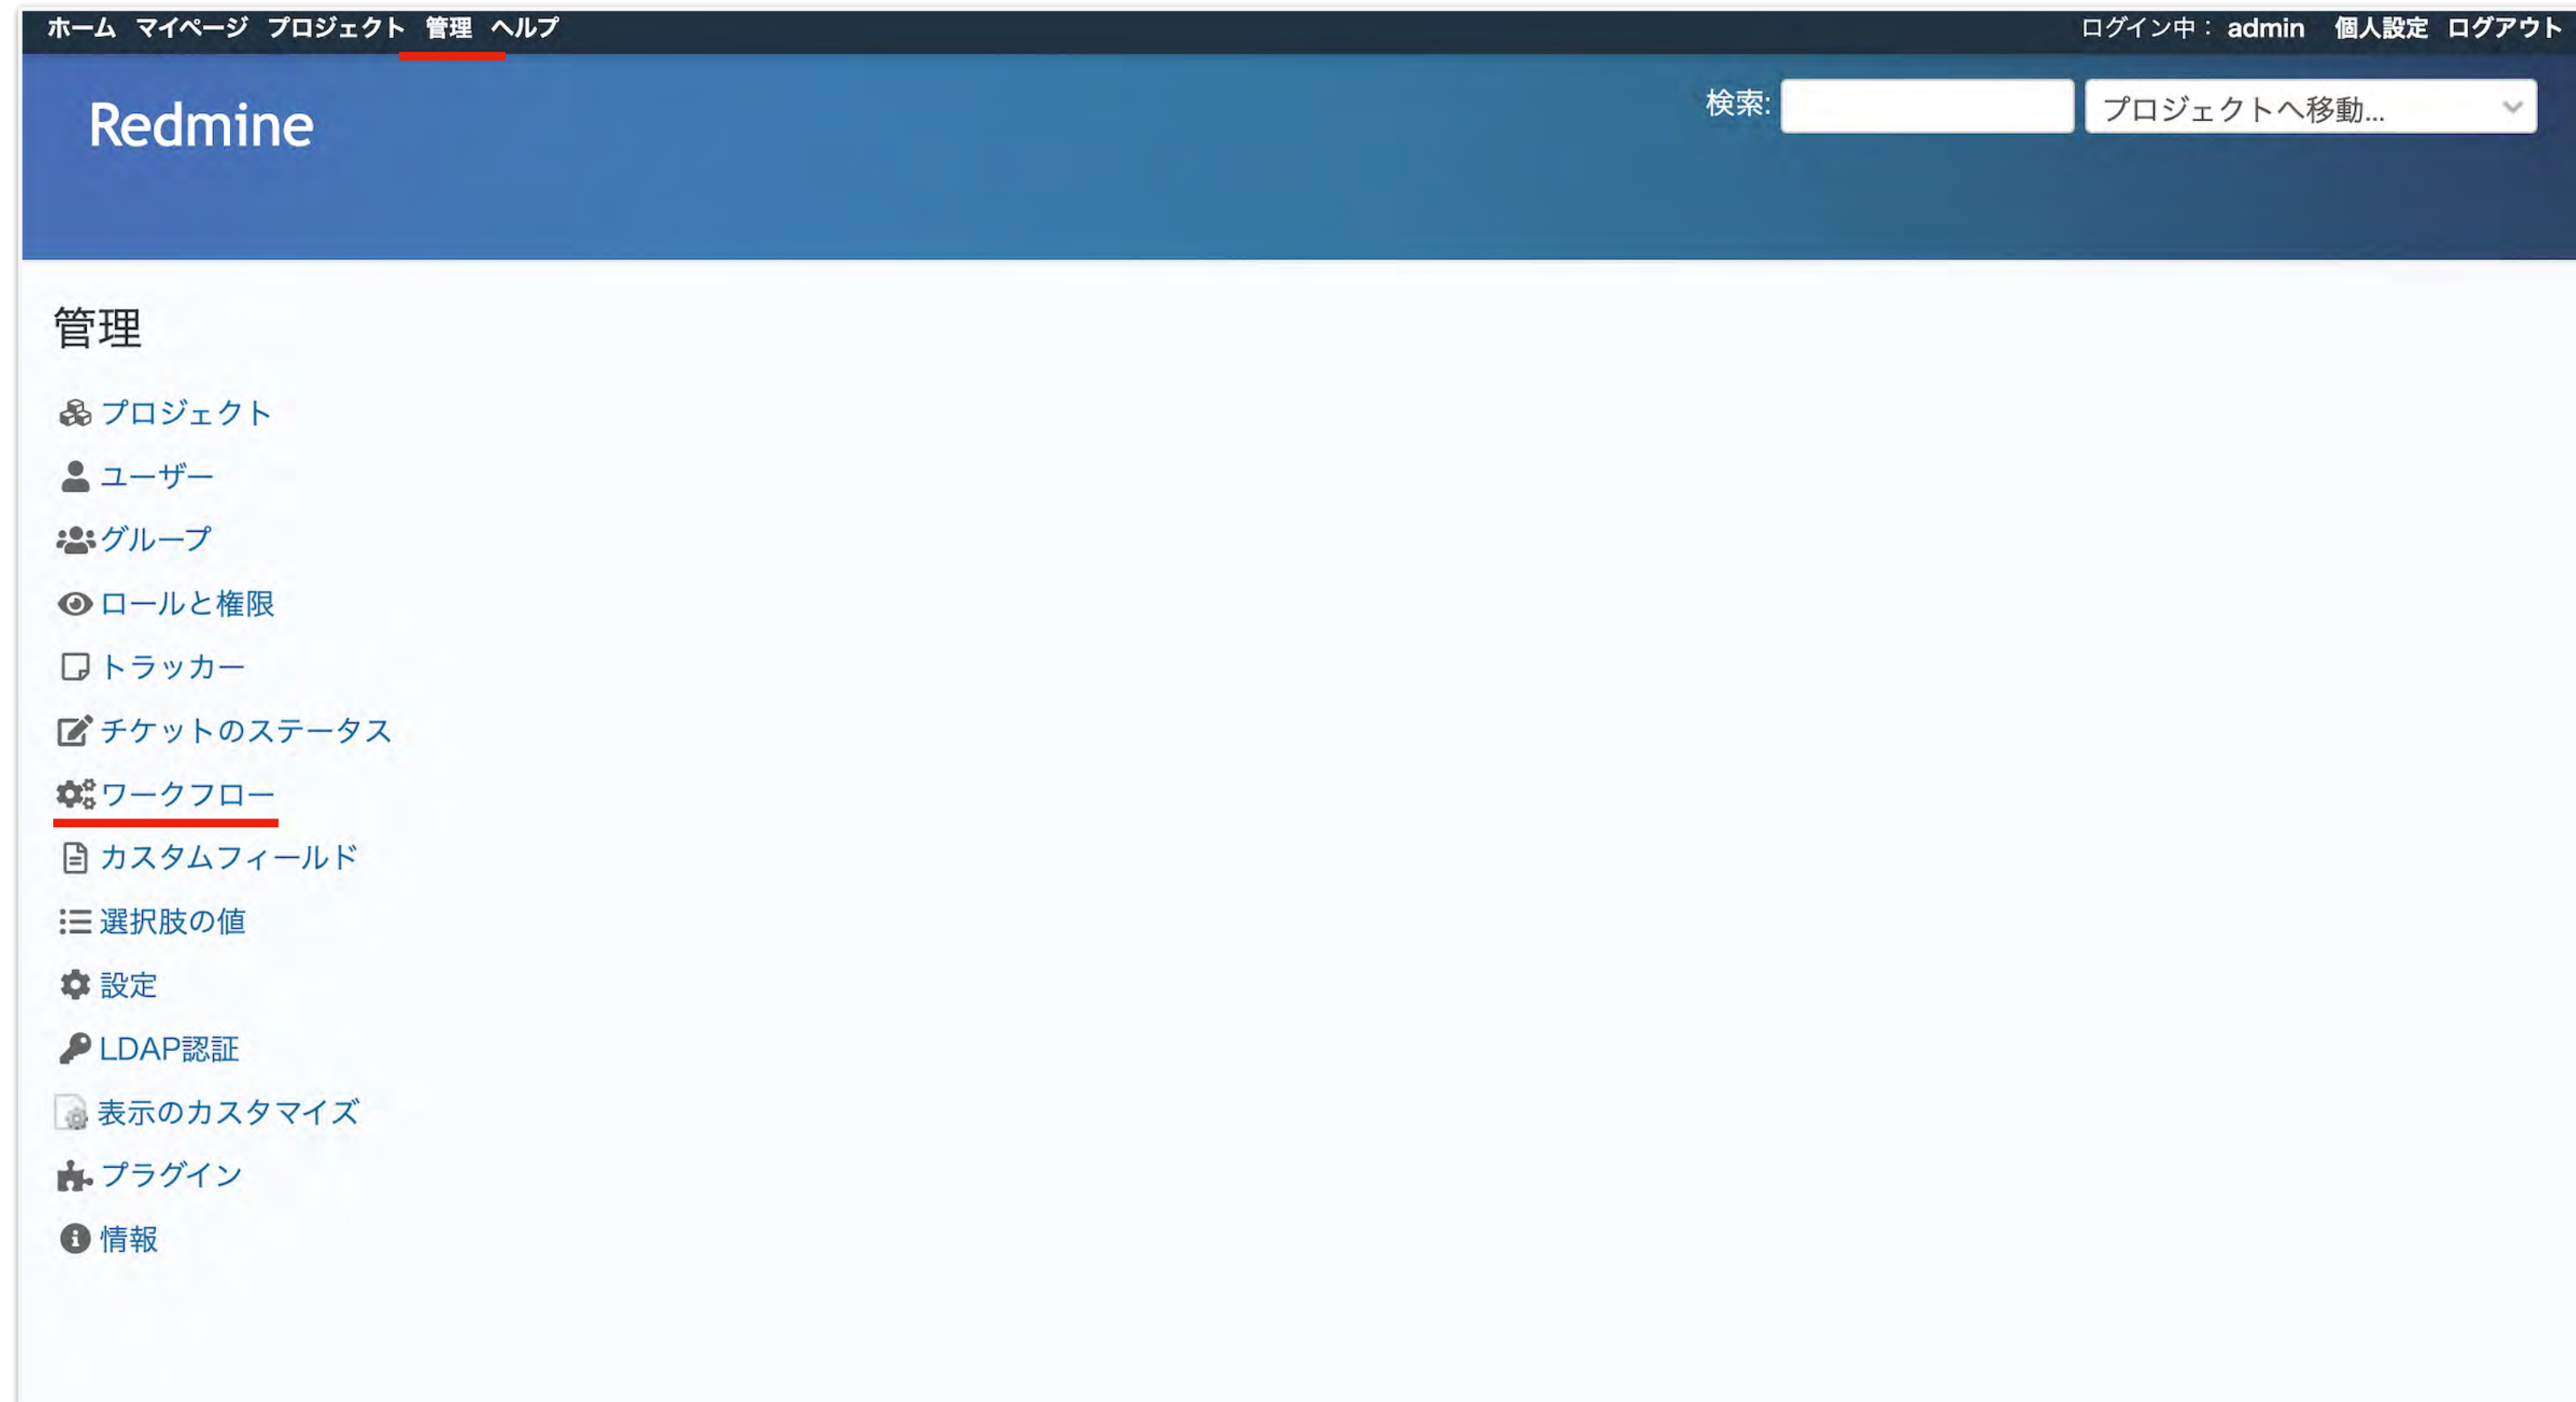 ホーム マイページ プロジェクト 管理 ヘルプ ログイン中： admin 個人設定 ログアウト
Redmine 検索: プロジェクトへ移動...
管理
プロジェクト
ユーザー
グループ
ロールと権限
トラッカー
チケットのステータス
ワークフロー
カスタムフィールド
選択肢の値
設定
LDAP認証
表示のカスタマイズ
プラグイン
情報